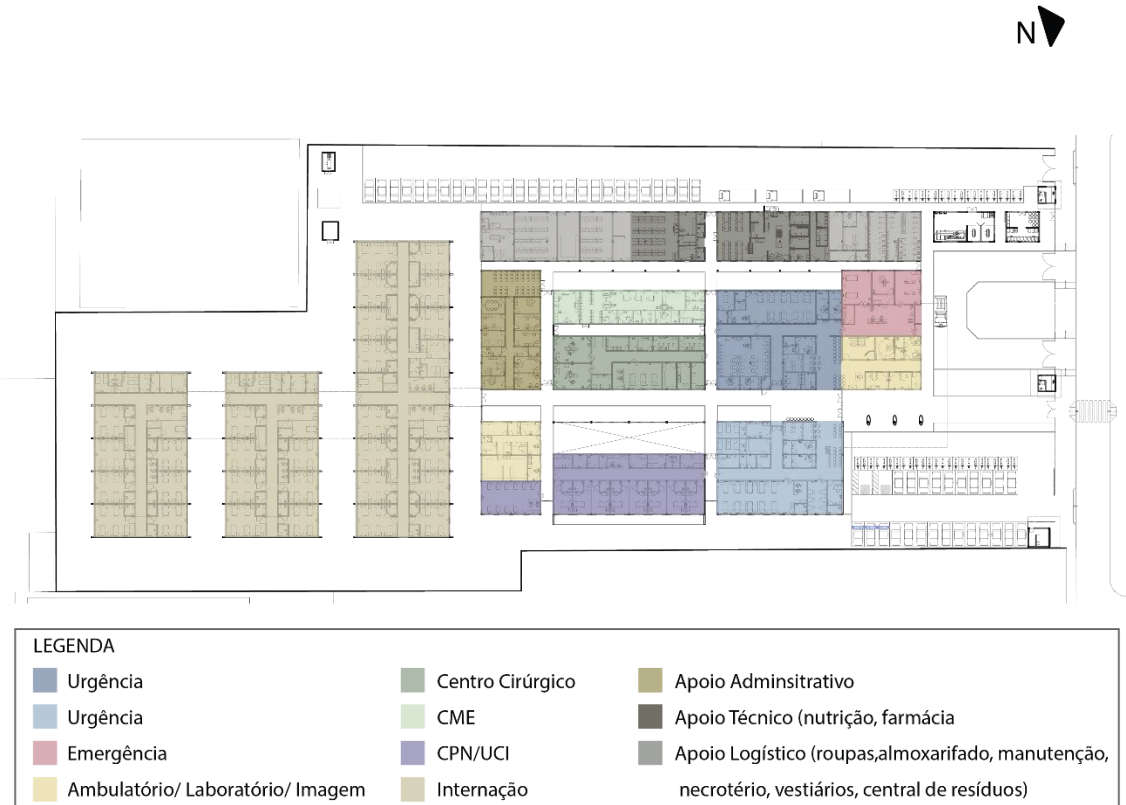 N
LEGENDA
Urgência
Urgência
Emergência
Ambulatório/ Laboratório/ Imagem
Centro Cirúrgico
CME
CPN/UCI
Internação
Apoio Adminsitrativo
Apoio Técnico (nutrição, farmácia
Apoio Logístico (roupas,almoxarifado, manutenção,
necrotério, vestiários, central de resíduos)